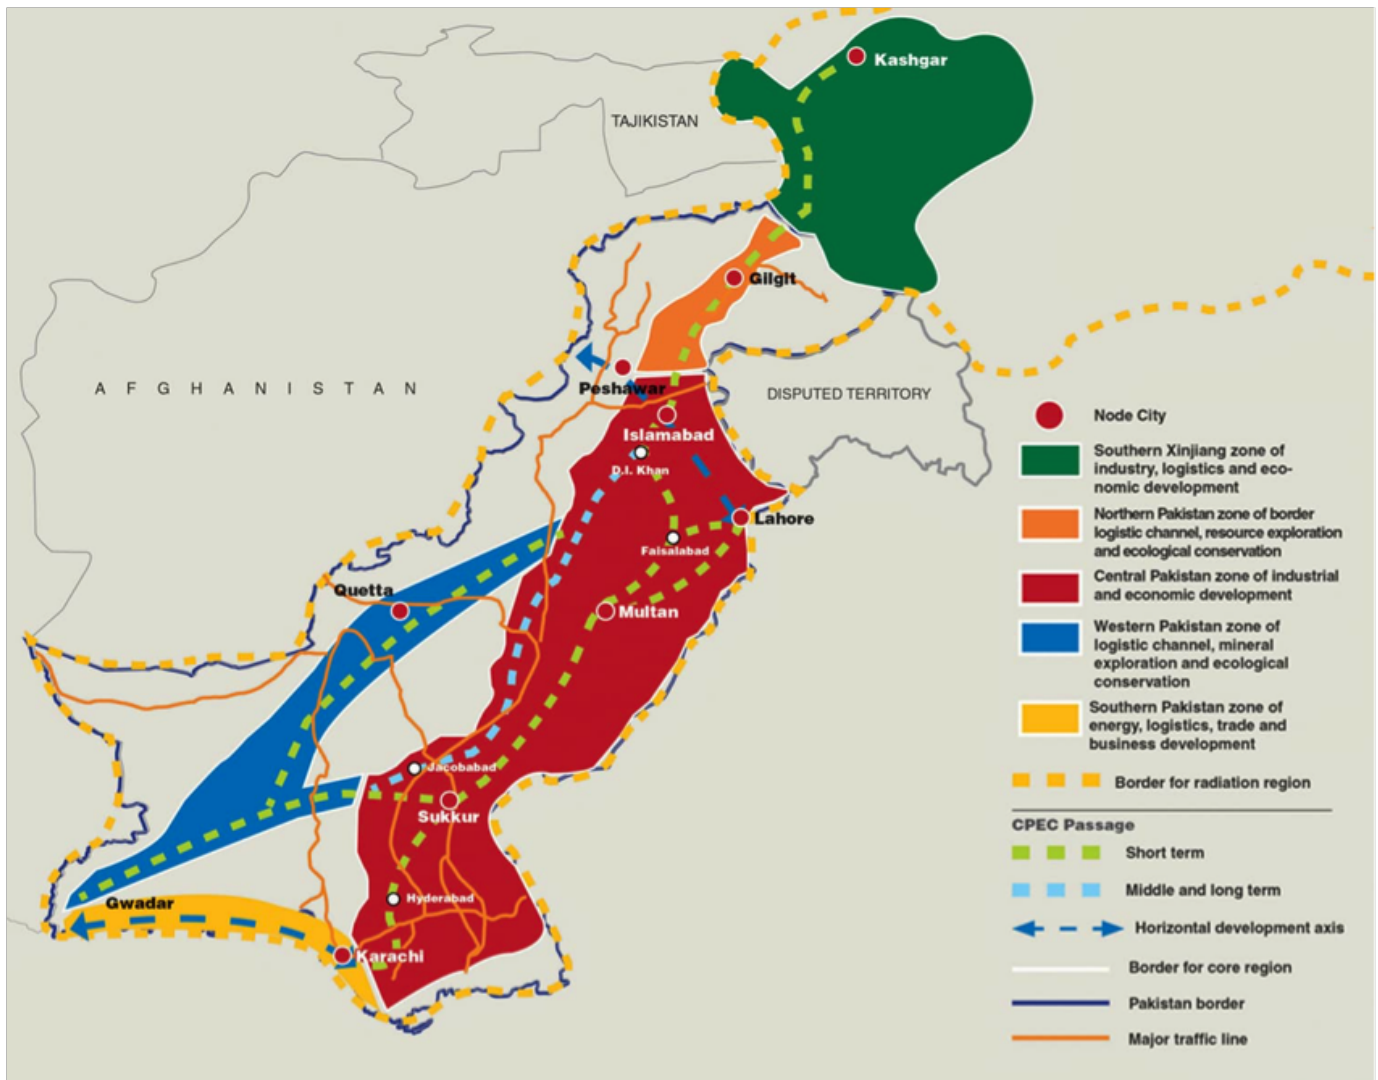 Kashgar
TAJIKISTAN
Gilgit
AFGHANISTAN
Peshawar
DISPUTED TERRITORY
Islamabad
D.I. Khan
Lahore
Faisalabad
Quetta
Multan
Jacobabad
Sukkur
Hyderabad
Gwadar
Karachi
Node City
Southern Xinjiang zone of
industry, logistics and eco-
nomic development
Northern Pakistan zone of border
logistic channel, resource exploration
and ecological conservation
Central Pakistan zone of industrial
and economic development
Western Pakistan zone of
logistic channel, mineral
exploration and ecological
conservation
Southern Pakistan zone of
energy, logistics, trade and
business development
Border for radiation region
CPEC Passage
Short term
Middle and long term
Horizontal development axis
Border for core region
Pakistan border
Major traffic line